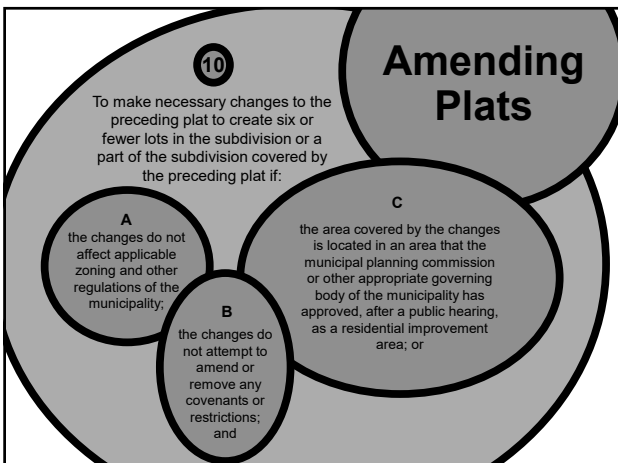 Amending
Plats
10
To make necessary changes to the
preceding plat to create six or
fewer lots in the subdivision or a
part of the subdivision covered by
the preceding plat if:
A
the changes do not
affect applicable
zoning and other
regulations of the
municipality;
B
the changes do
not attempt to
amend or
remove any
covenants or
restrictions;
and
C
the area covered by the changes
is located in an area that the
municipal planning commission
or other appropriate governing
body of the municipality has
approved, after a public hearing,
as a residential improvement
area; or